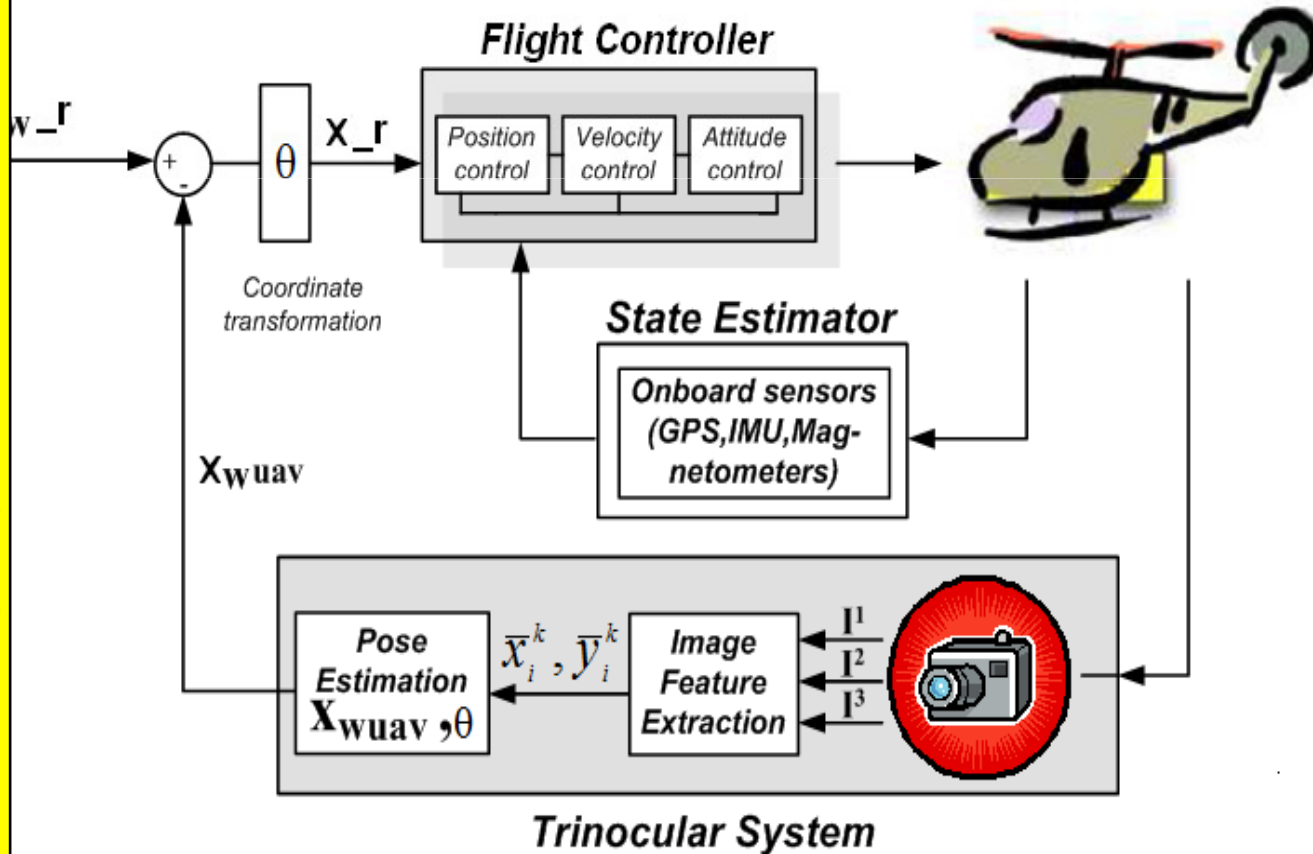 Flight Controller
w_r
+
-
θ
X_r
Position
control
Velocity
control
Attitude
control
Coordinate
transformation
State Estimator
Onboard sensors
(GPS,IMU,Mag-
netometers)
Xwuav
Pose
Estimation
Xwuav ,θ
x̅ᵢᵏ, y̅ᵢᵏ
Image
Feature
Extraction
I¹
I²
I³
Trinocular System